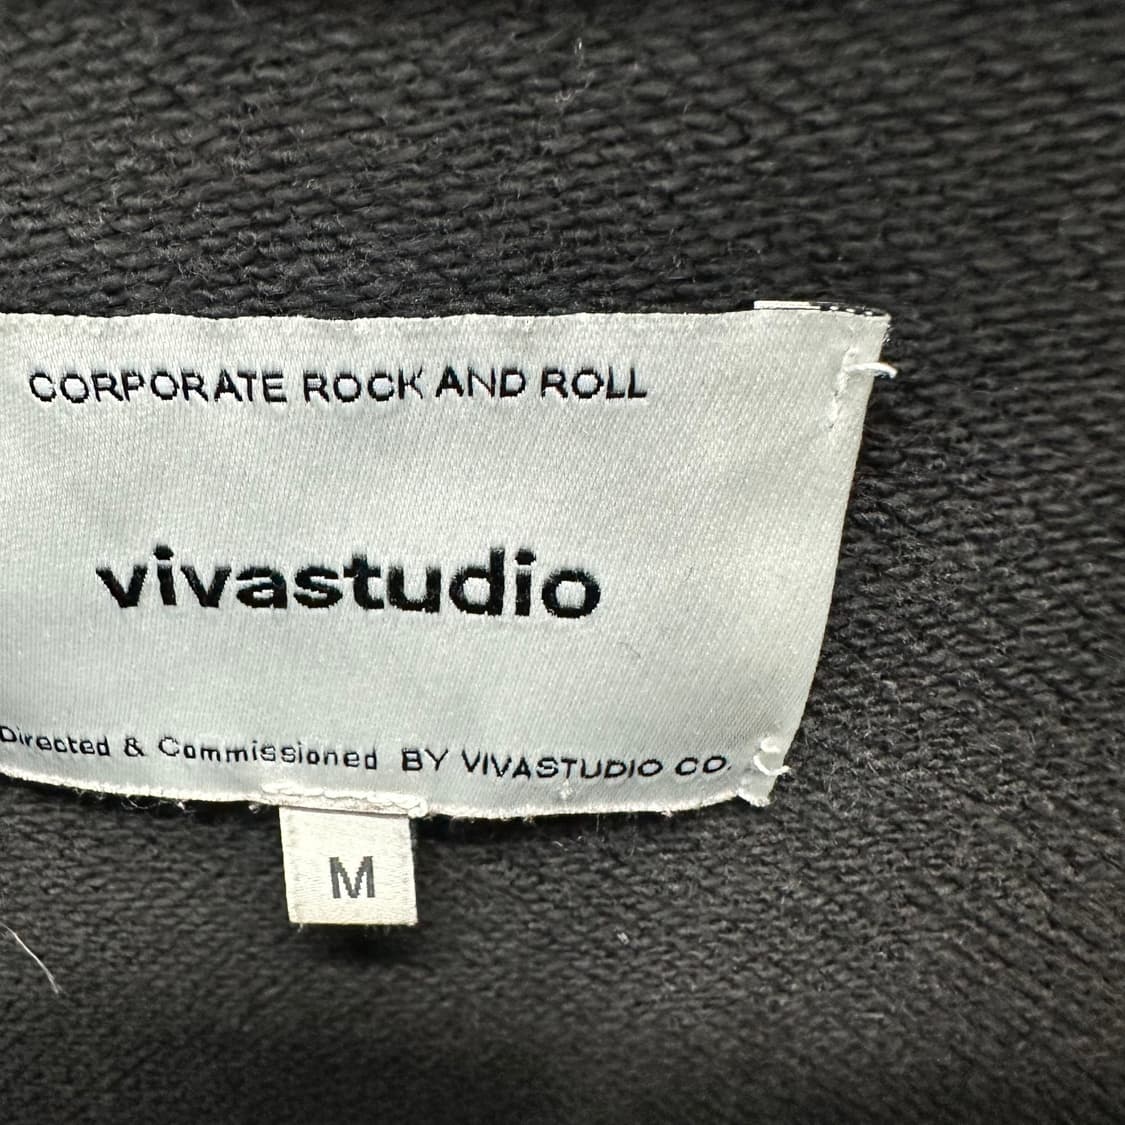 CORPORATE ROCK AND ROLL
vivastudio
Directed & Commissioned BY VIVASTUDIO CO.
M